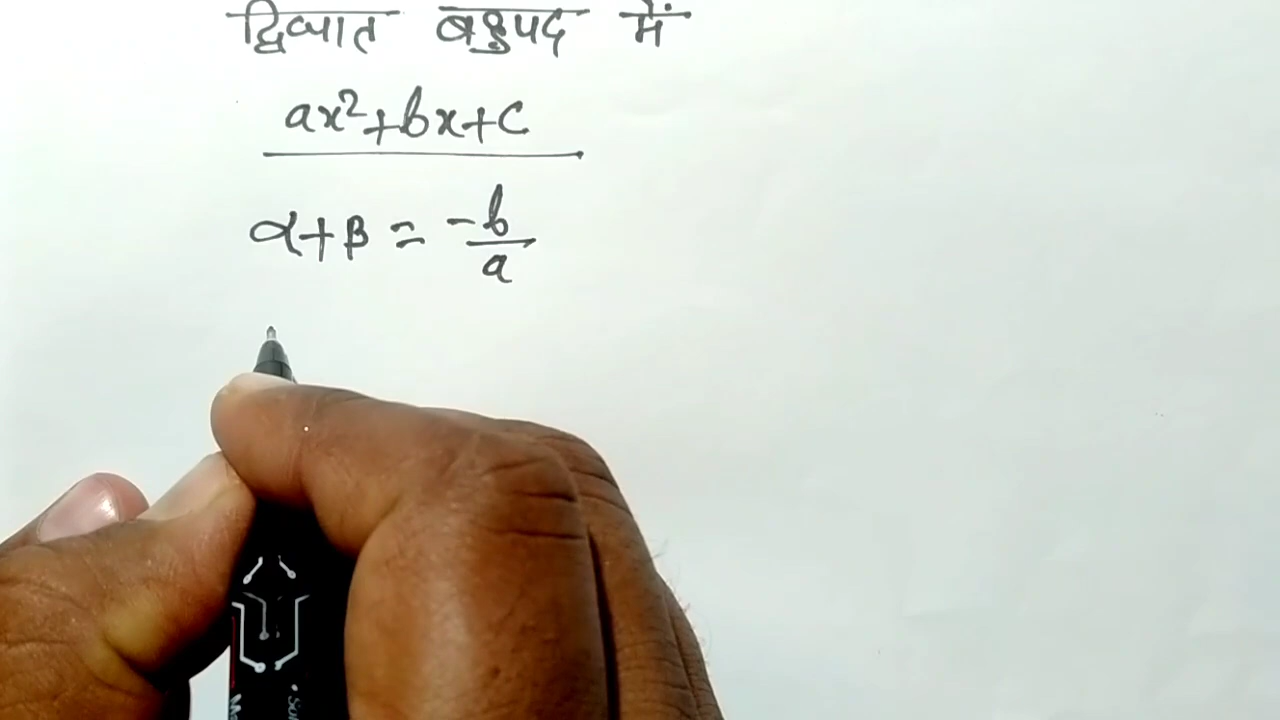 द्विघात बहुपद में
ax²+bx+c
α+β = -b/a